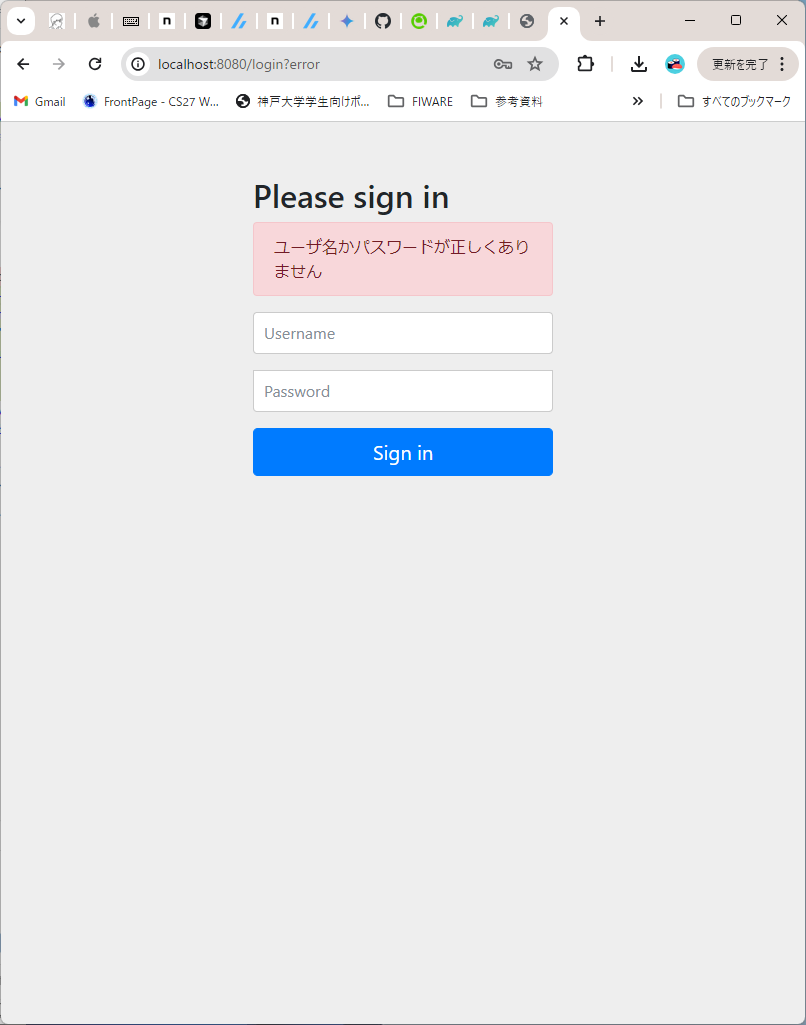 localhost:8080/login?error
更新を完了
Gmail
FrontPage - CS27 W...
神戸大学学生向けポ...
FIWARE
参考資料
すべてのブックマーク
Please sign in
ユーザ名かパスワードが正しくあり
ません
Username
Password
Sign in